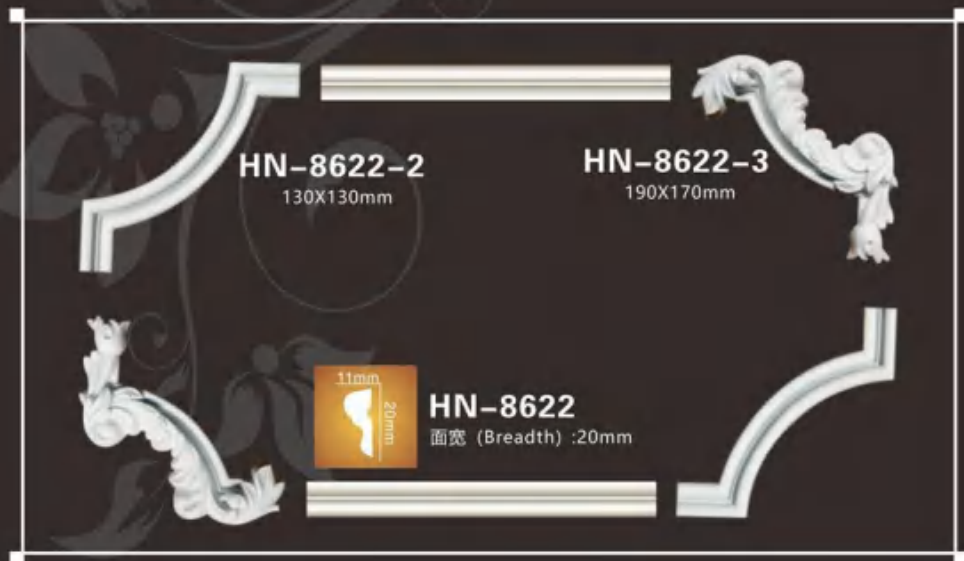 HN-8622-2
130X130mm
HN-8622-3
190X170mm
11mm
20mm
HN-8622
面宽 (Breadth) :20mm